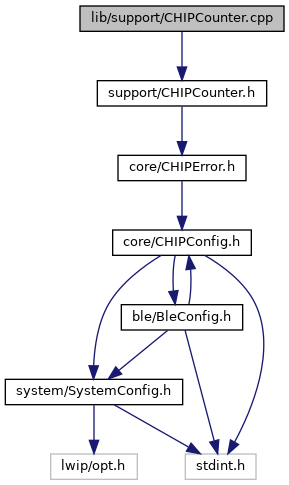 lib/support/CHIPCounter.cpp
support/CHIPCounter.h
core/CHIPError.h
core/CHIPConfig.h
ble/BleConfig.h
system/SystemConfig.h
lwip/opt.h
stdint.h